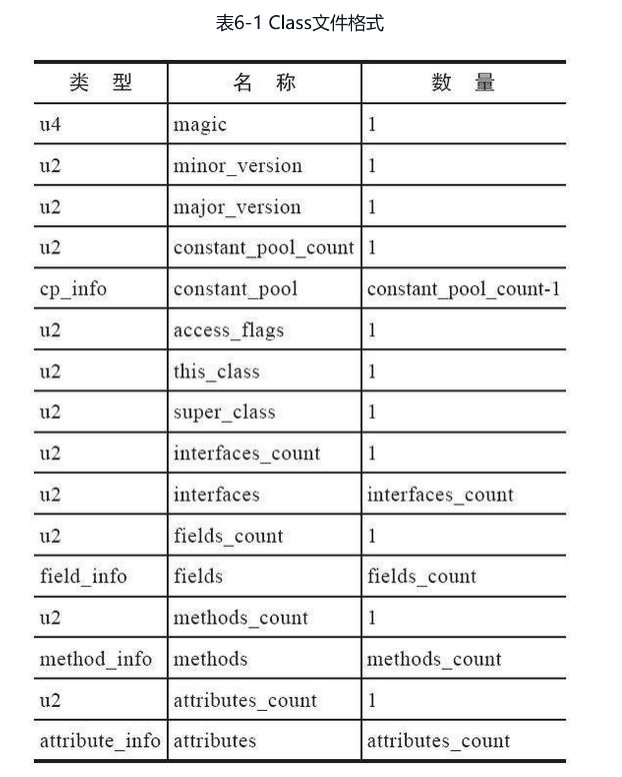 表6-1 Class文件格式
类 型 名 称 数 量
u4 magic 1
u2 minor_version 1
u2 major_version 1
u2 constant_pool_count 1
cp_info constant_pool constant_pool_count-1
u2 access_flags 1
u2 this_class 1
u2 super_class 1
u2 interfaces_count 1
u2 interfaces interfaces_count
u2 fields_count 1
field_info fields fields_count
u2 methods_count 1
method_info methods methods_count
u2 attributes_count 1
attribute_info attributes attributes_count